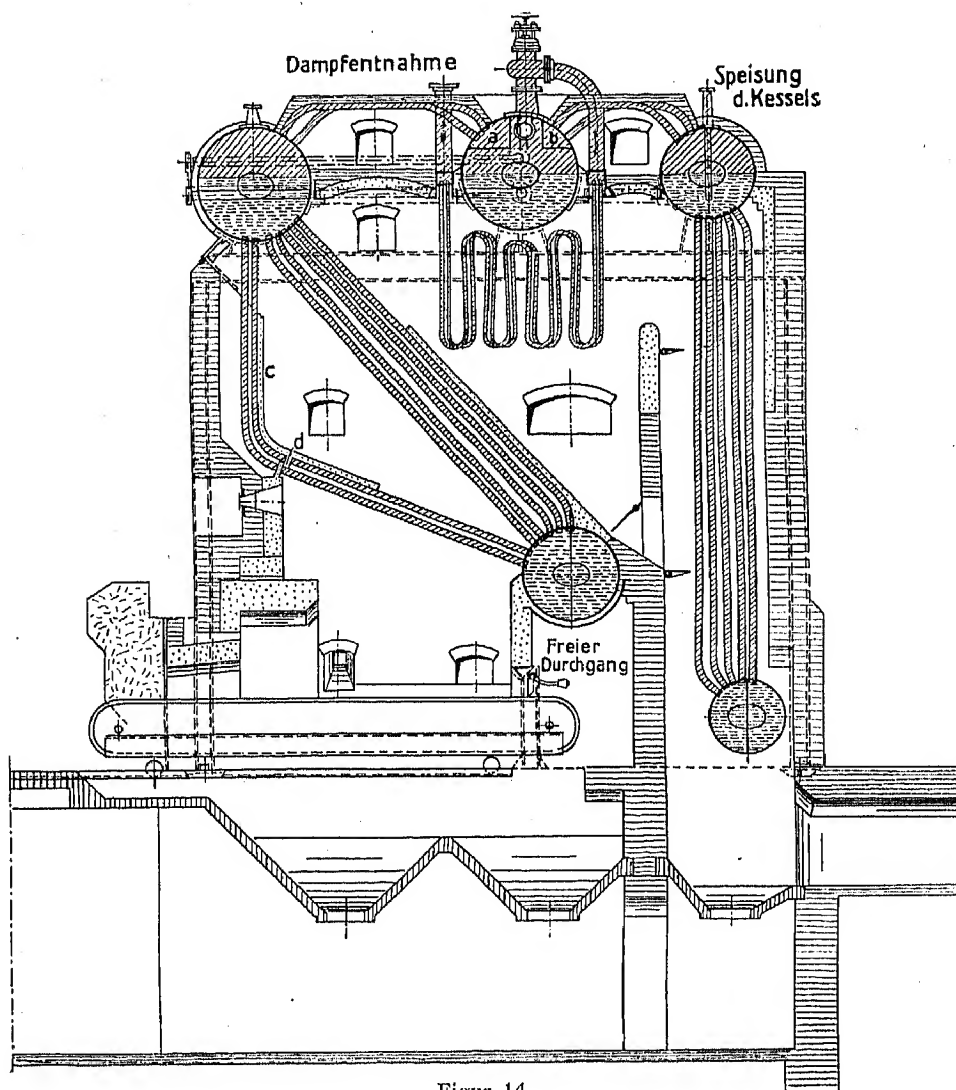 Dampfentnahme
Speisung
d. Kessels
a
b
c
d
Freier
Durchgang
Figur 14